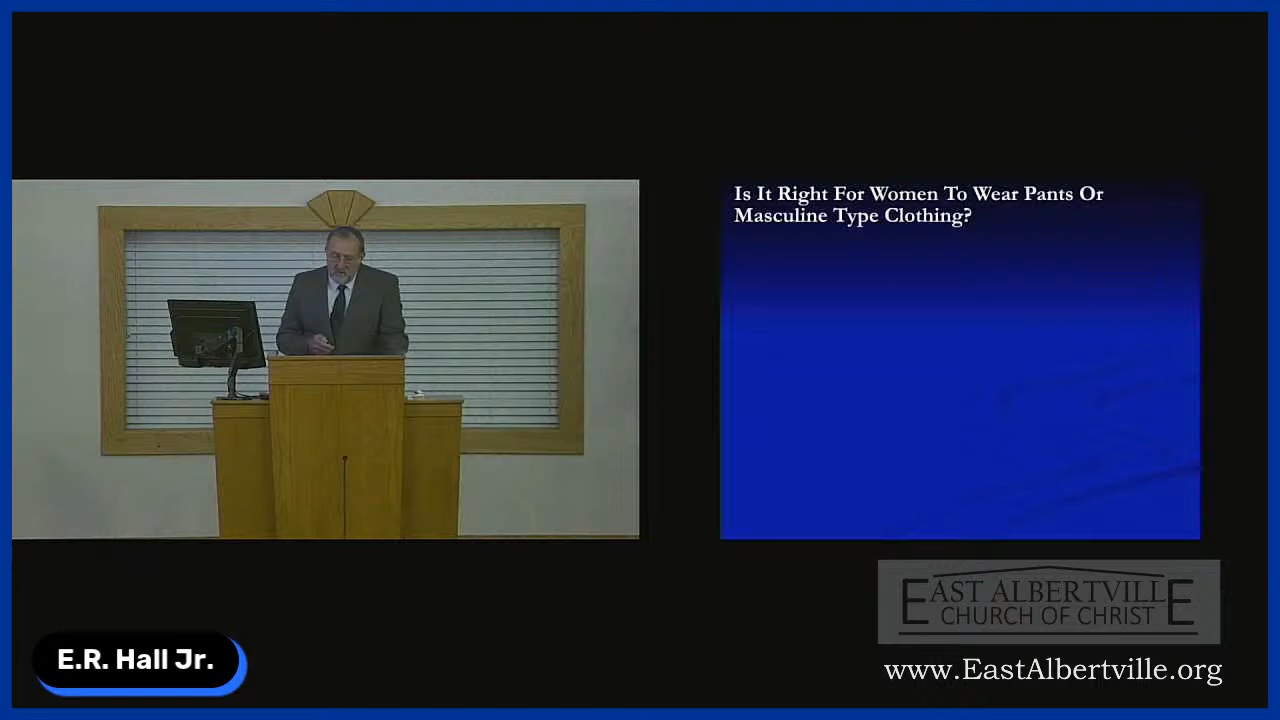 Is It Right For Women To Wear Pants Or
Masculine Type Clothing?
EAST ALBERTVILLE
CHURCH OF CHRIST
E.R. Hall Jr.
www.EastAlbertville.org